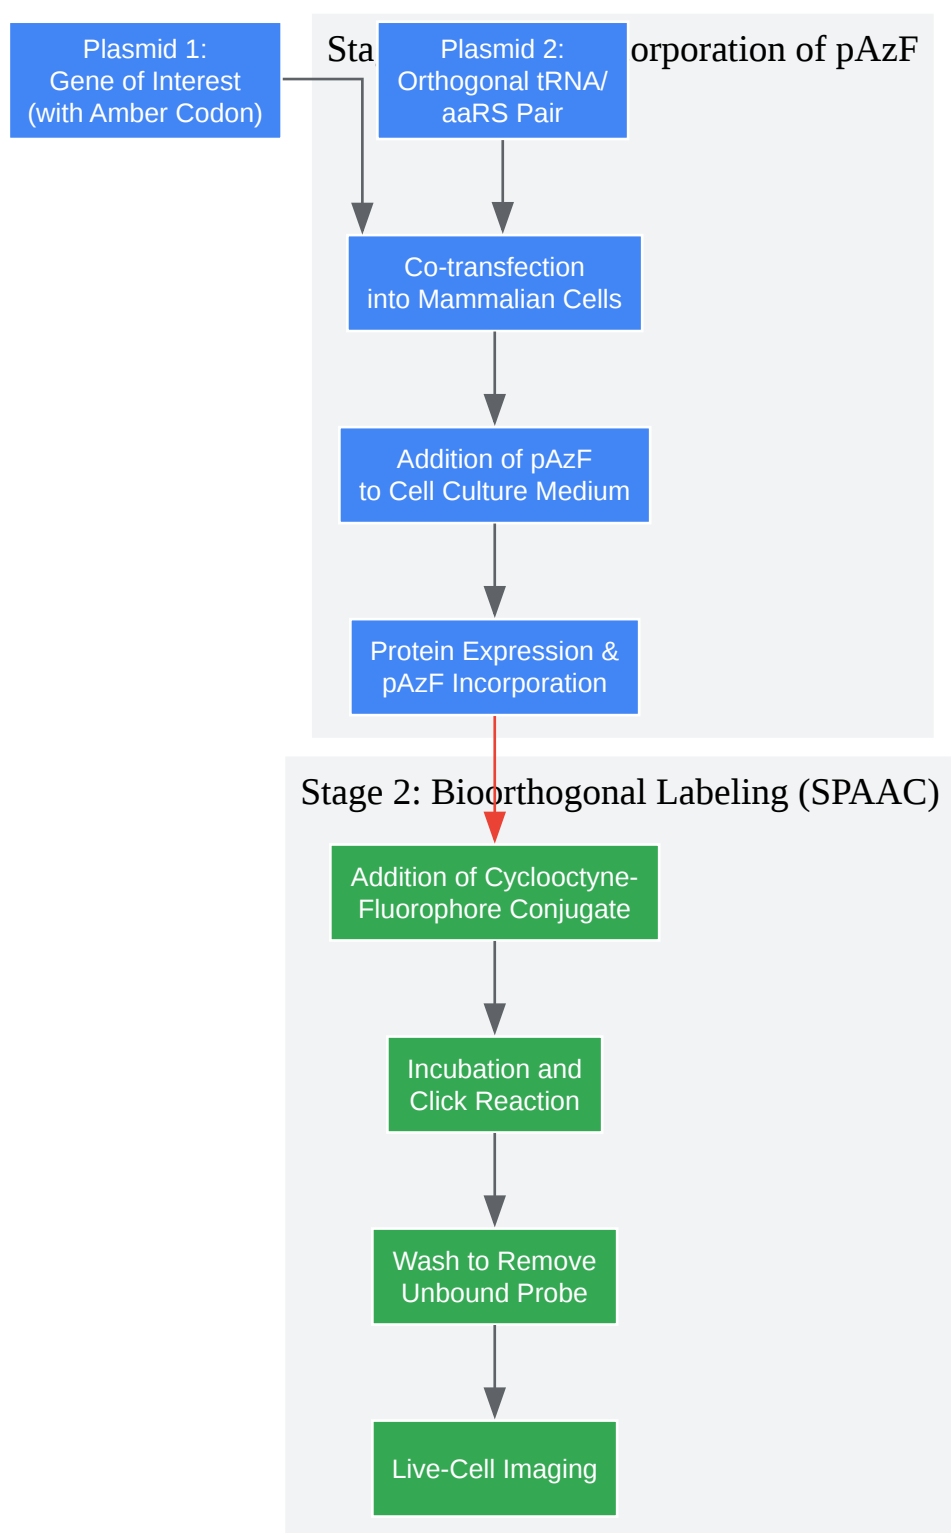 Plasmid 1:
Gene of Interest
(with Amber Codon)
Plasmid 2:
Orthogonal tRNA/
aaRS Pair
of pAzF
Co-transfection
into Mammalian Cells
Addition of pAzF
to Cell Culture Medium
Protein Expression &
pAzF Incorporation
Stage 2: Bioorthogonal Labeling (SPAAC)
Addition of Cyclooctyne-
Fluorophore Conjugate
Incubation and
Click Reaction
Wash to Remove
Unbound Probe
Live-Cell Imaging